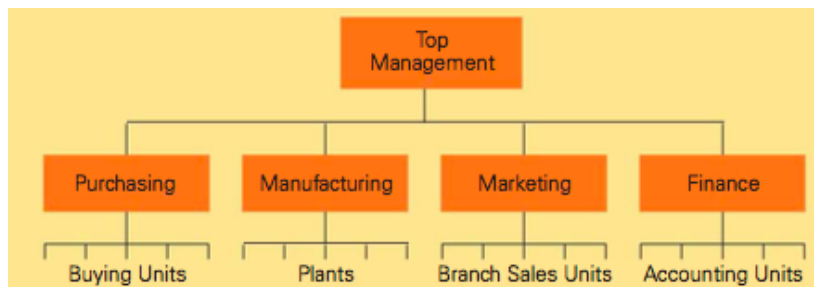 Top
Management
Purchasing
Manufacturing
Marketing
Finance
Buying Units
Plants
Branch Sales Units
Accounting Units